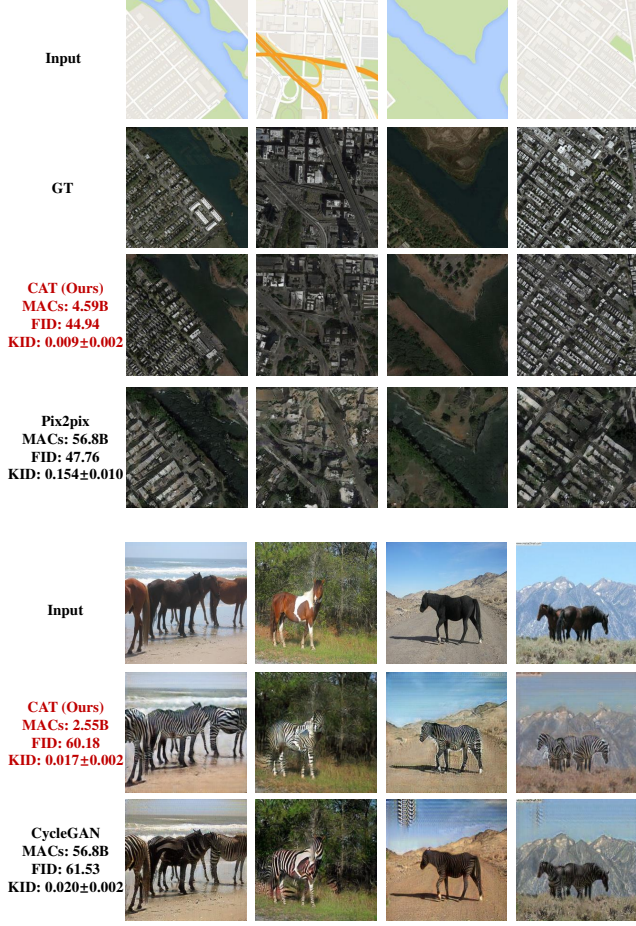 Input
GT
CAT (Ours)
MACs: 4.59B
FID: 44.94
KID: 0.009±0.002
Pix2pix
MACs: 56.8B
FID: 47.76
KID: 0.154±0.010
Input
CAT (Ours)
MACs: 2.55B
FID: 60.18
KID: 0.017±0.002
CycleGAN
MACs: 56.8B
FID: 61.53
KID: 0.020±0.002